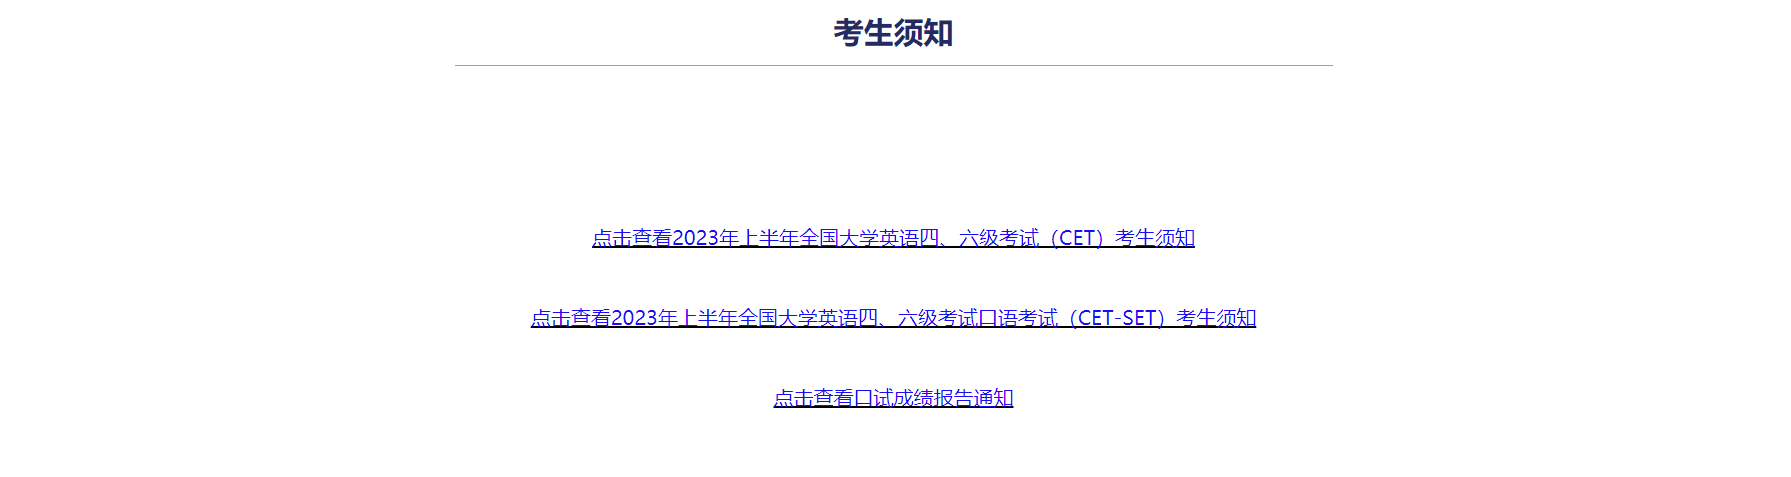 考生须知
点击查看2023年上半年全国大学英语四、六级考试（CET）考生须知
点击查看2023年上半年全国大学英语四、六级考试口语考试（CET-SET）考生须知
点击查看口试成绩报告通知